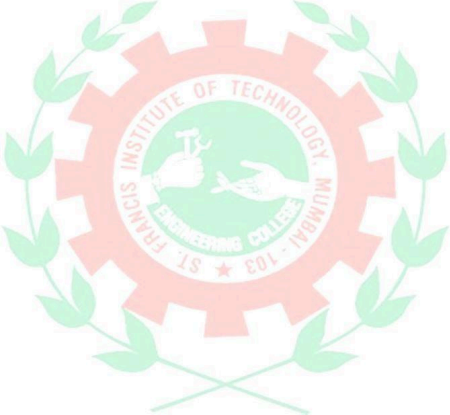 ST. FRANCIS INSTITUTE OF TECHNOLOGY, MUMBAI - 103
ENGINEERING COLLEGE